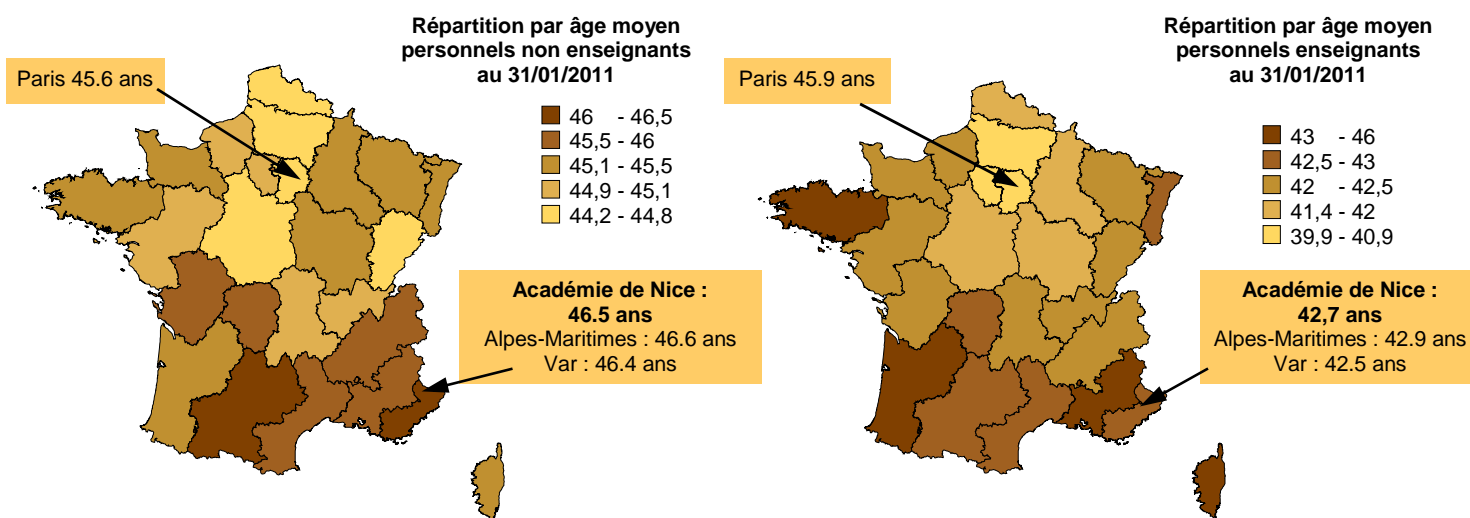 Répartition par âge moyen
personnels non enseignants
au 31/01/2011
Paris 45.6 ans
46 - 46,5
45,5 - 46
45,1 - 45,5
44,9 - 45,1
44,2 - 44,8
Académie de Nice :
46.5 ans
Alpes-Maritimes : 46.6 ans
Var : 46.4 ans
Répartition par âge moyen
personnels enseignants
au 31/01/2011
Paris 45.9 ans
43 - 46
42,5 - 43
42 - 42,5
41,4 - 42
39,9 - 40,9
Académie de Nice :
42,7 ans
Alpes-Maritimes : 42.9 ans
Var : 42.5 ans